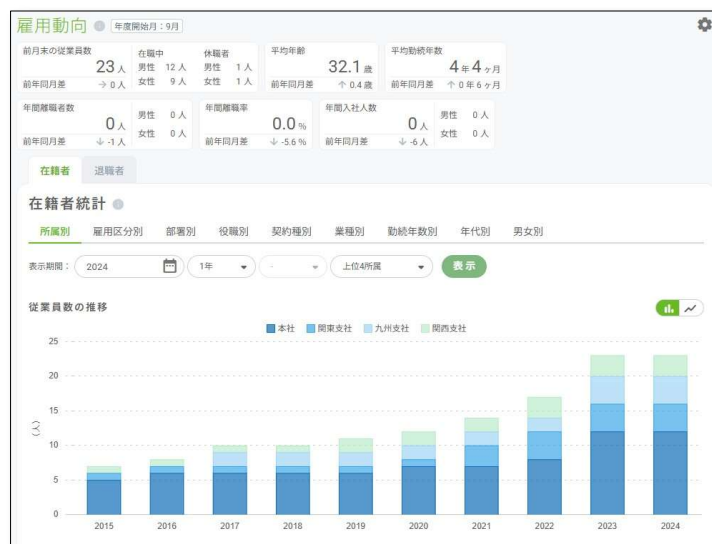 雇用動向 年度開始月：9月
前月末の従業員数
23 人
前年同月差 → 0 人
在職中 休職者
男性 12 人 男性 1 人
女性 9 人 女性 1 人
平均年齢
32.1 歳
前年同月差 ↑ 0.4 歳
平均勤続年数
4 年 4 ヶ月
前年同月差 ↑ 0 年 6 ヶ月
年間離職者数
0 人
前年同月差 ↓ -1 人
男性 0 人
女性 0 人
年間離職率
0.0 %
前年同月差 ↓ -5.6 %
年間入社人数
0 人
前年同月差 ↓ -6 人
男性 0 人
女性 0 人
在籍者 退職者
在籍者統計
所属別 雇用区分別 部署別 役職別 契約種別 業種別 勤続年数別 年代別 男女別
表示期間： 2024 1年 - 上位4所属 表示
従業員数の推移
本社 関東支社 九州支社 関西支社
25
20
15
10
5
0
(人)
2015 2016 2017 2018 2019 2020 2021 2022 2023 2024